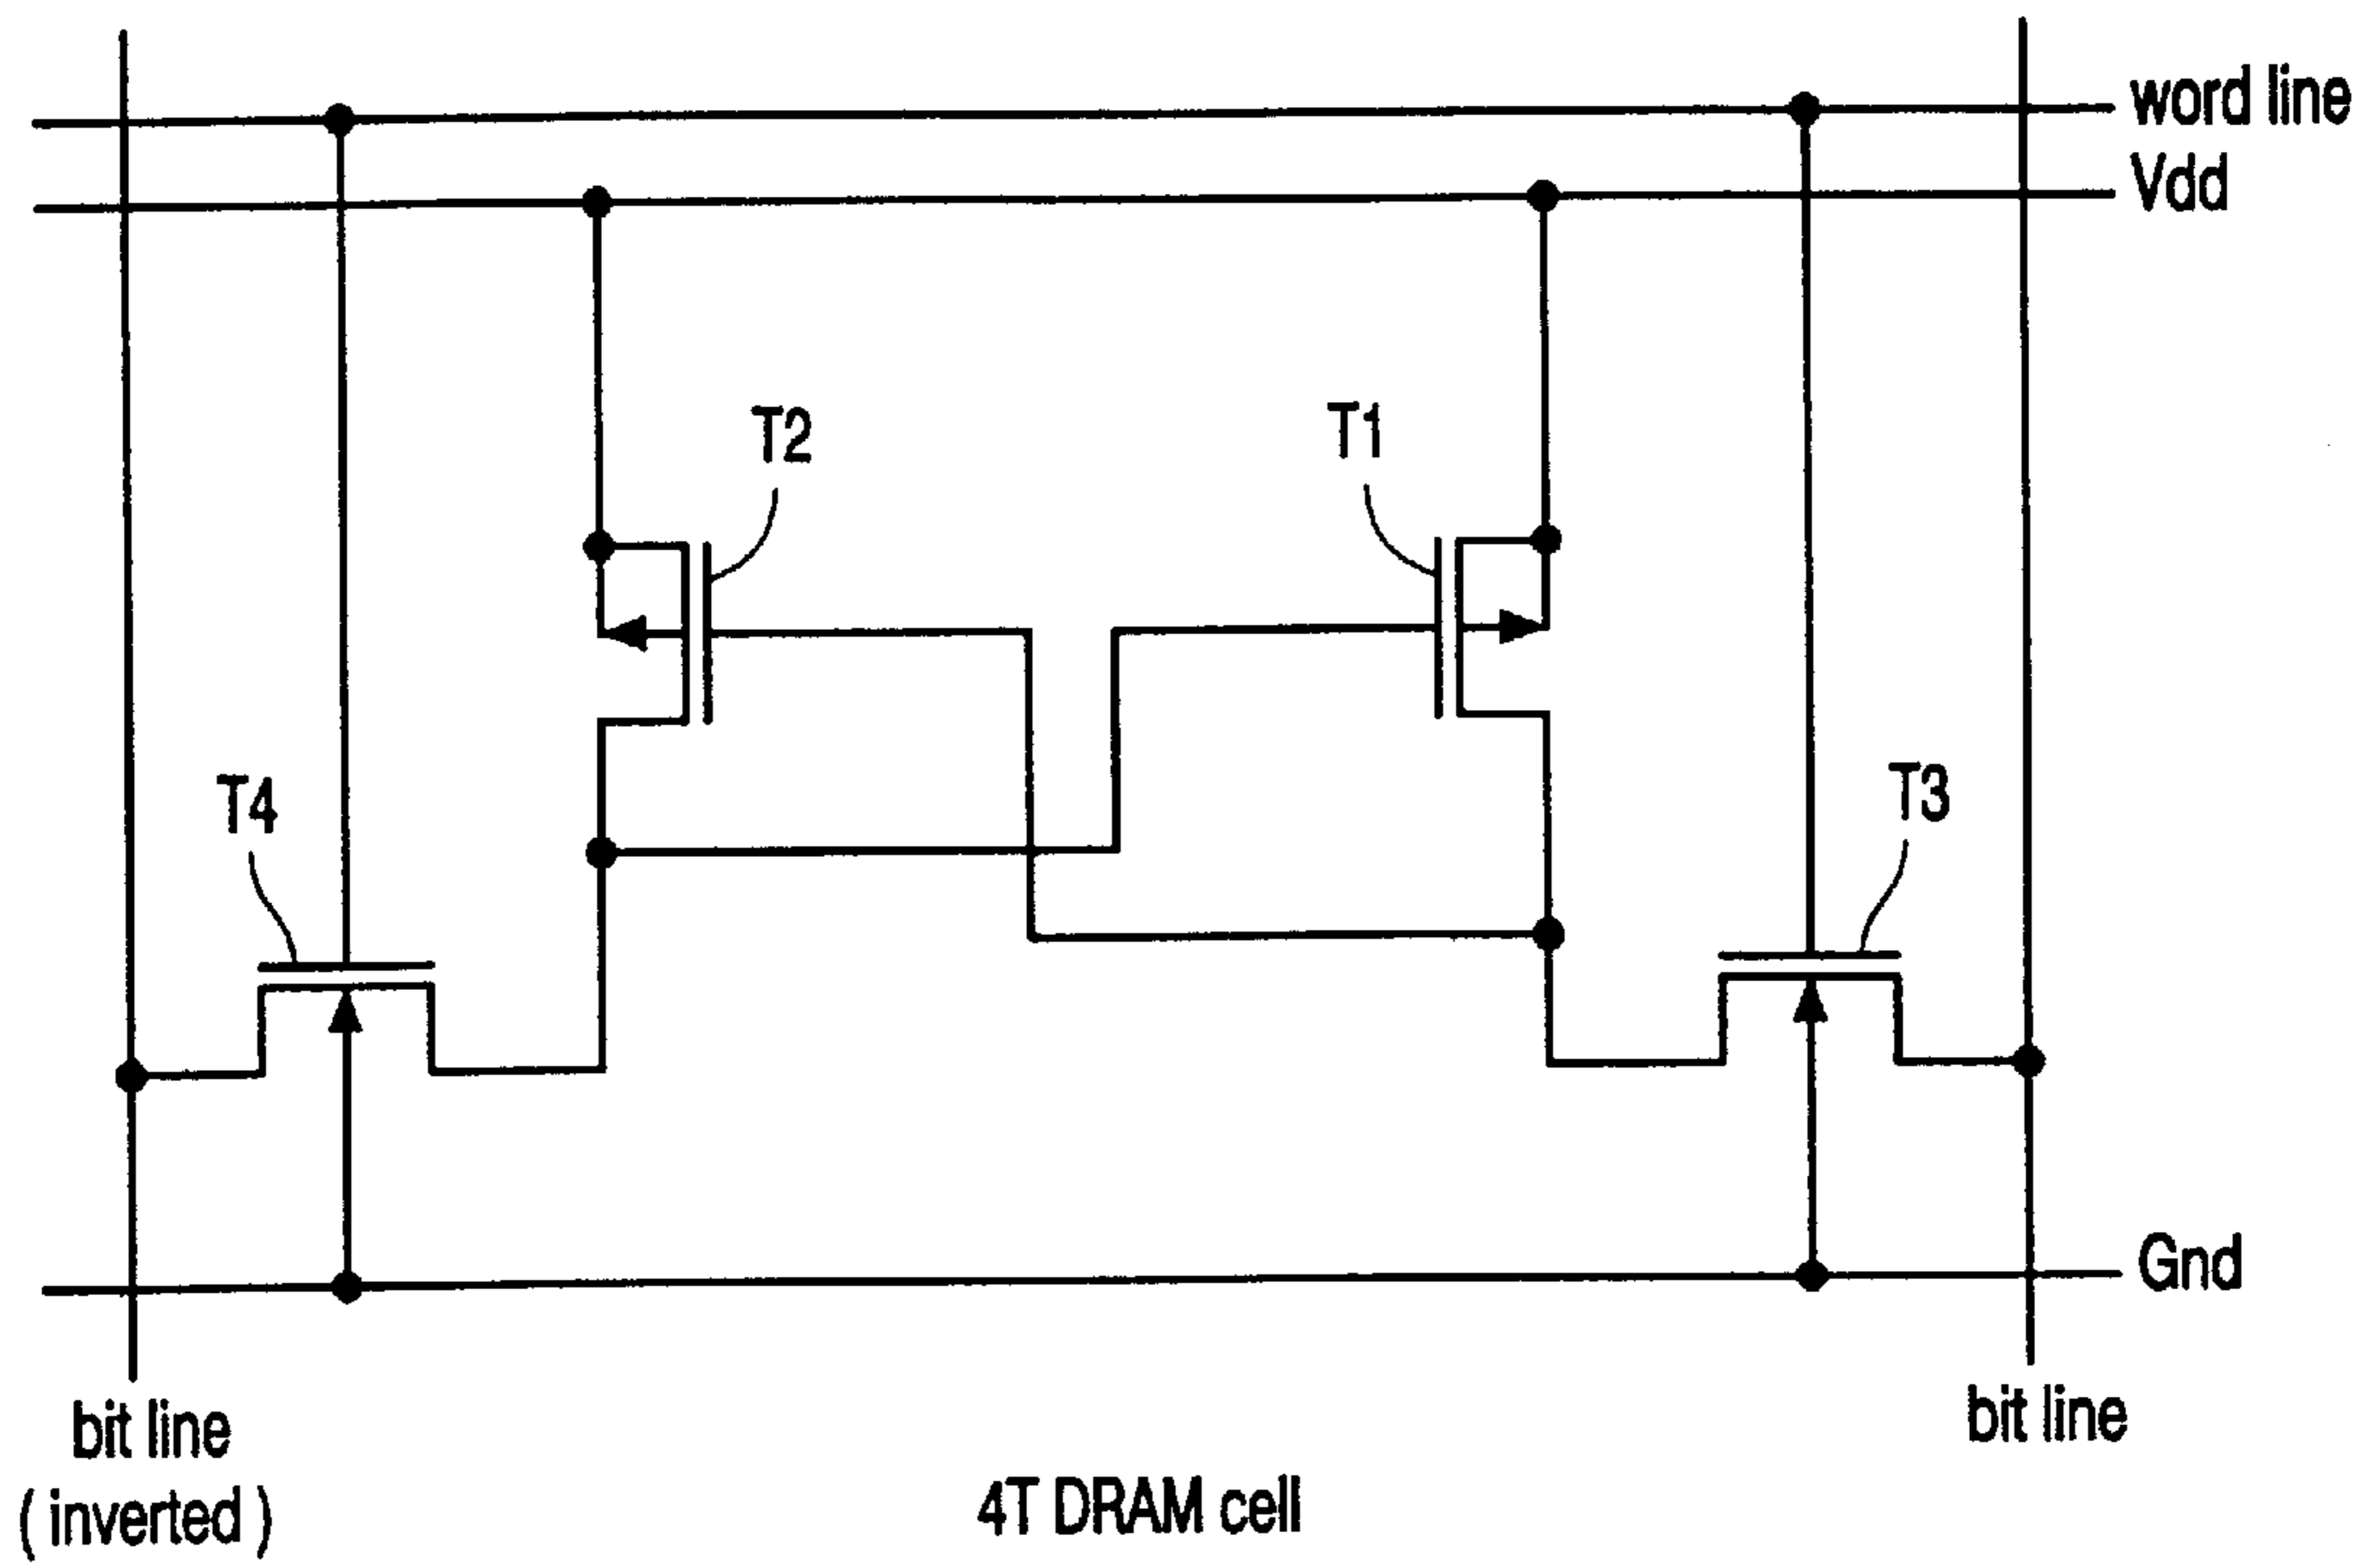 word line
Vdd
T2
T1
T4
T3
Gnd
bit line
( inverted )
bit line
4T DRAM cell